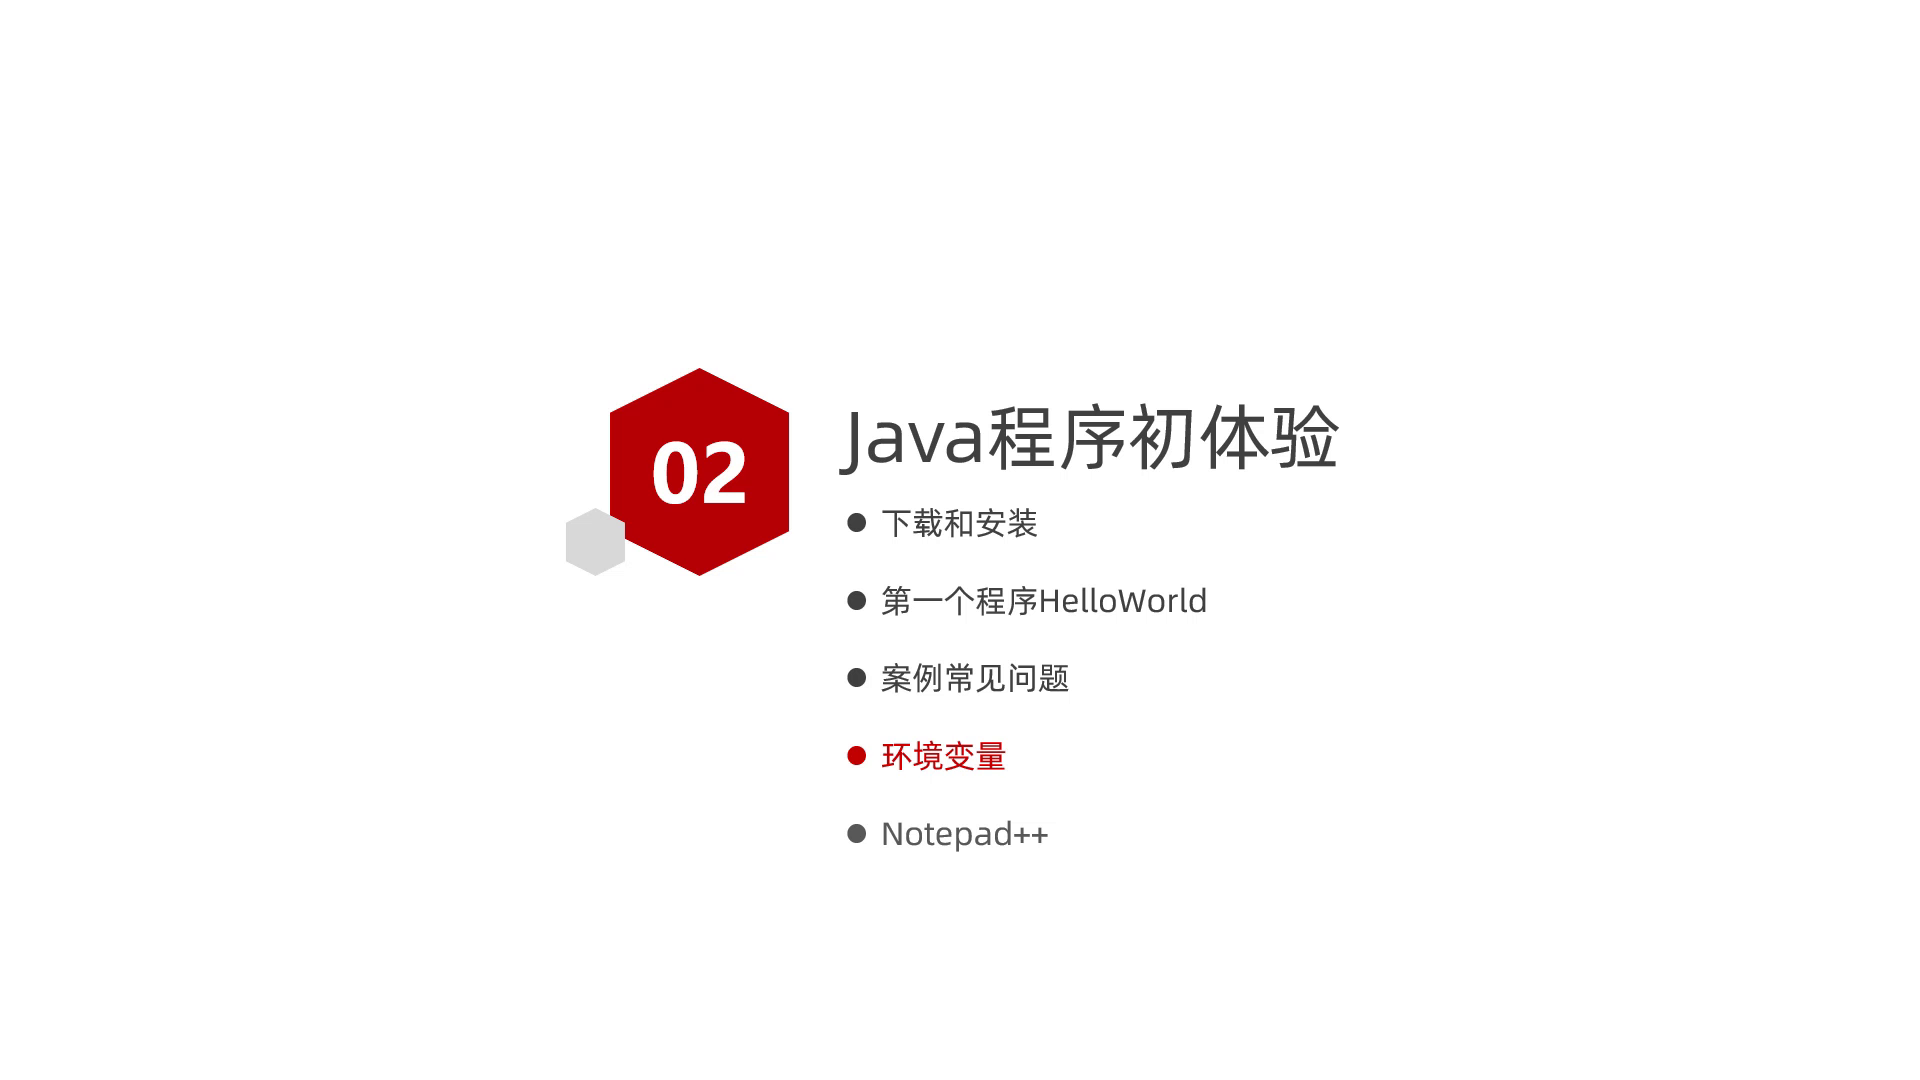 02
Java程序初体验
● 下载和安装
● 第一个程序HelloWorld
● 案例常见问题
● 环境变量
● Notepad++